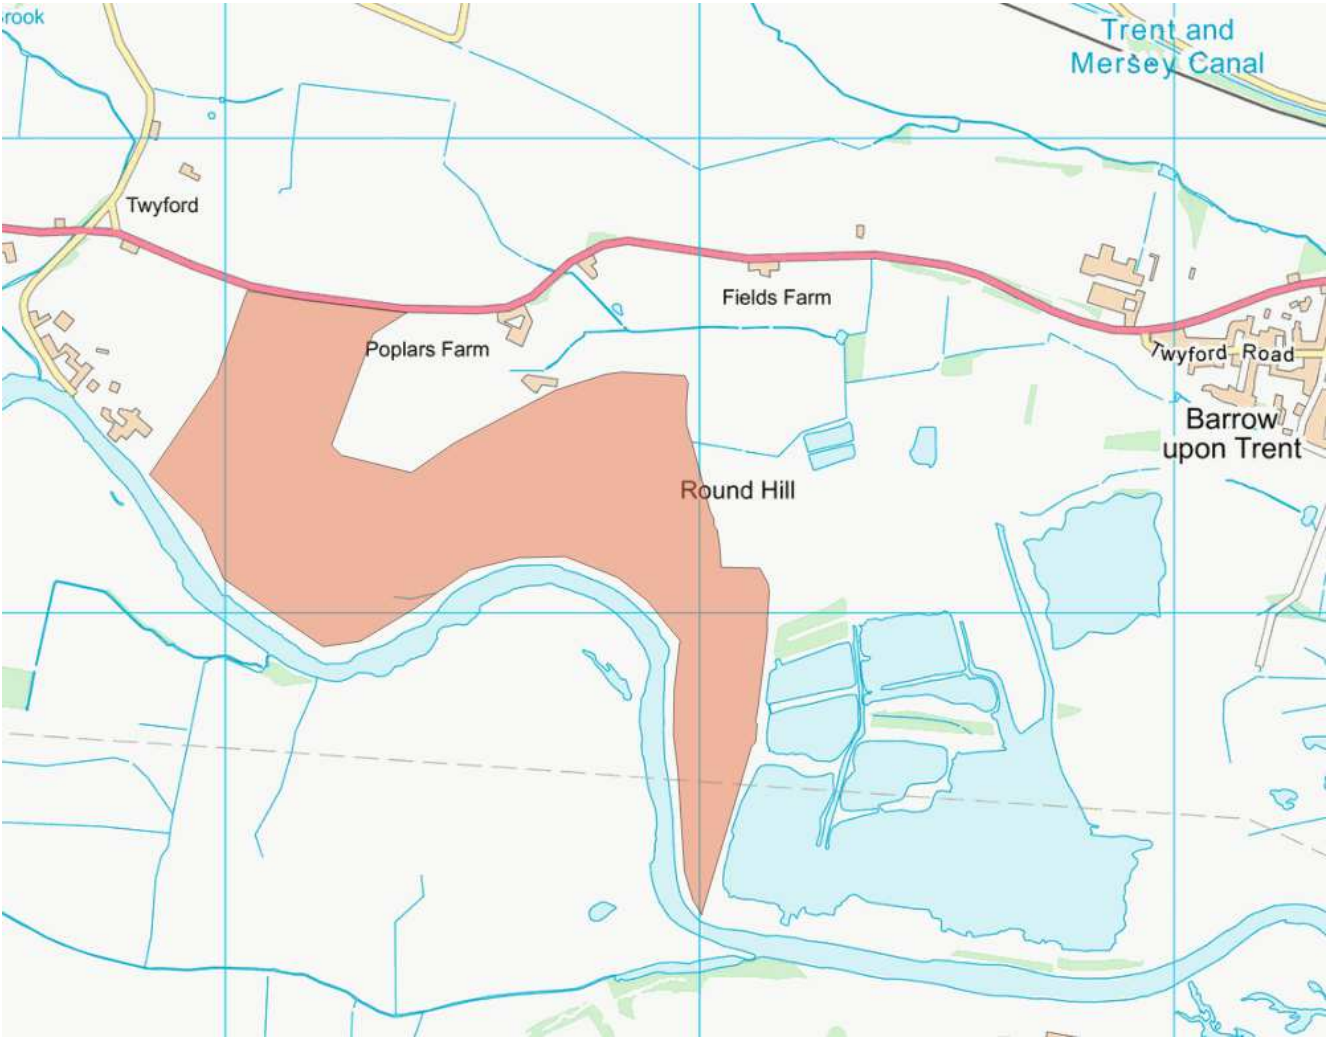 rook
Trent and
Mersey Canal
Twyford
Fields Farm
Poplars Farm
Twyford Road
Barrow
upon Trent
Round Hill